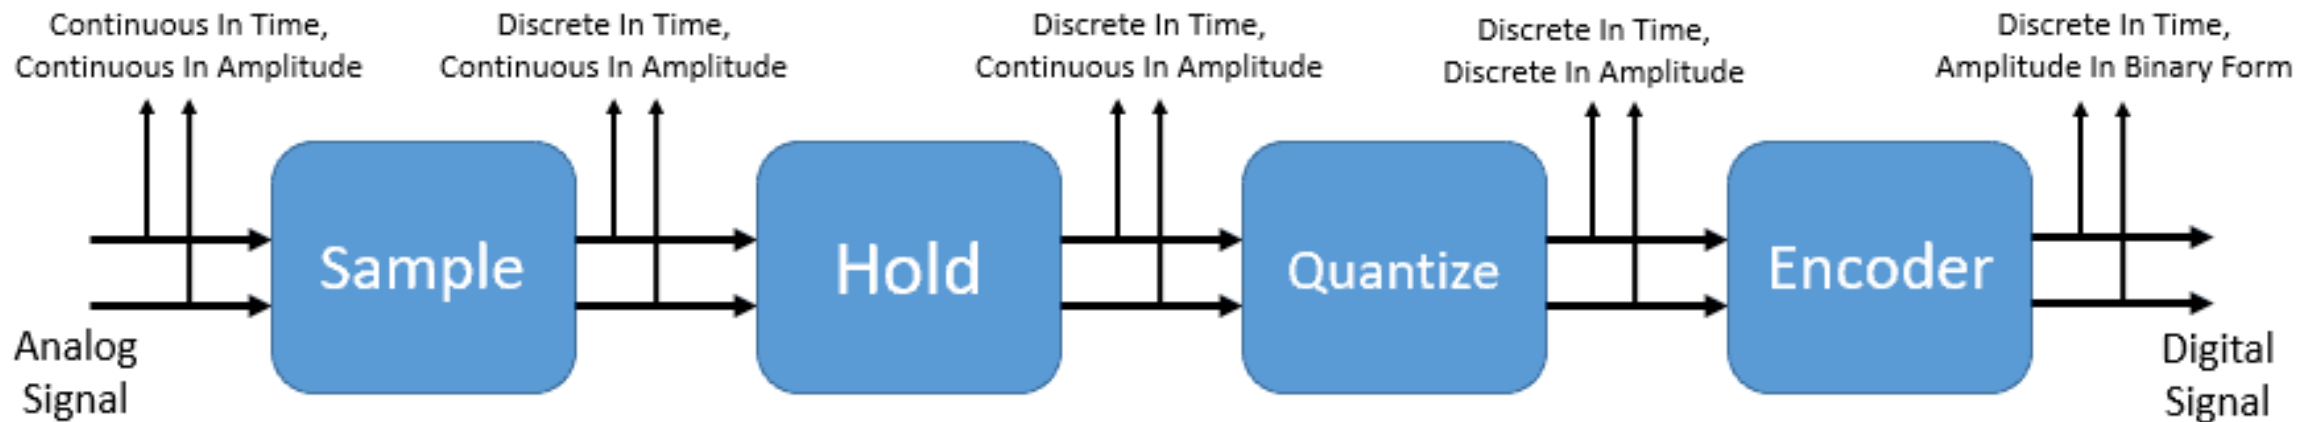 Continuous In Time,
Continuous In Amplitude
Discrete In Time,
Continuous In Amplitude
Discrete In Time,
Continuous In Amplitude
Discrete In Time,
Discrete In Amplitude
Discrete In Time,
Amplitude In Binary Form
Sample
Hold
Quantize
Encoder
Analog
Signal
Digital
Signal